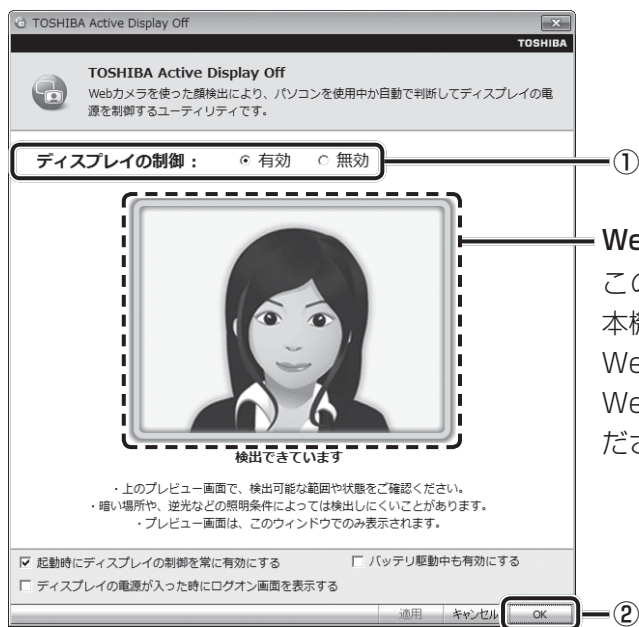 TOSHIBA Active Display Off
TOSHIBA
TOSHIBA Active Display Off
Webカメラを使った顔検出により、パソコンを使用中か自動で判断してディスプレイの電
源を制御するユーティリティです。
ディスプレイの制御： 有効 無効
①
検出できています
・上のプレビュー画面で、検出可能な範囲や状態をご確認ください。
・暗い場所や、逆光などの照明条件によっては検出しにくいことがあります。
・プレビュー画面は、このウィンドウでのみ表示されます。
起動時にディスプレイの制御を常に有効にする バッテリ駆動中も有効にする
ディスプレイの電源が入った時にログオン画面を表示する
適用 キャンセル OK
②
We
この
本機
We
We
ださ